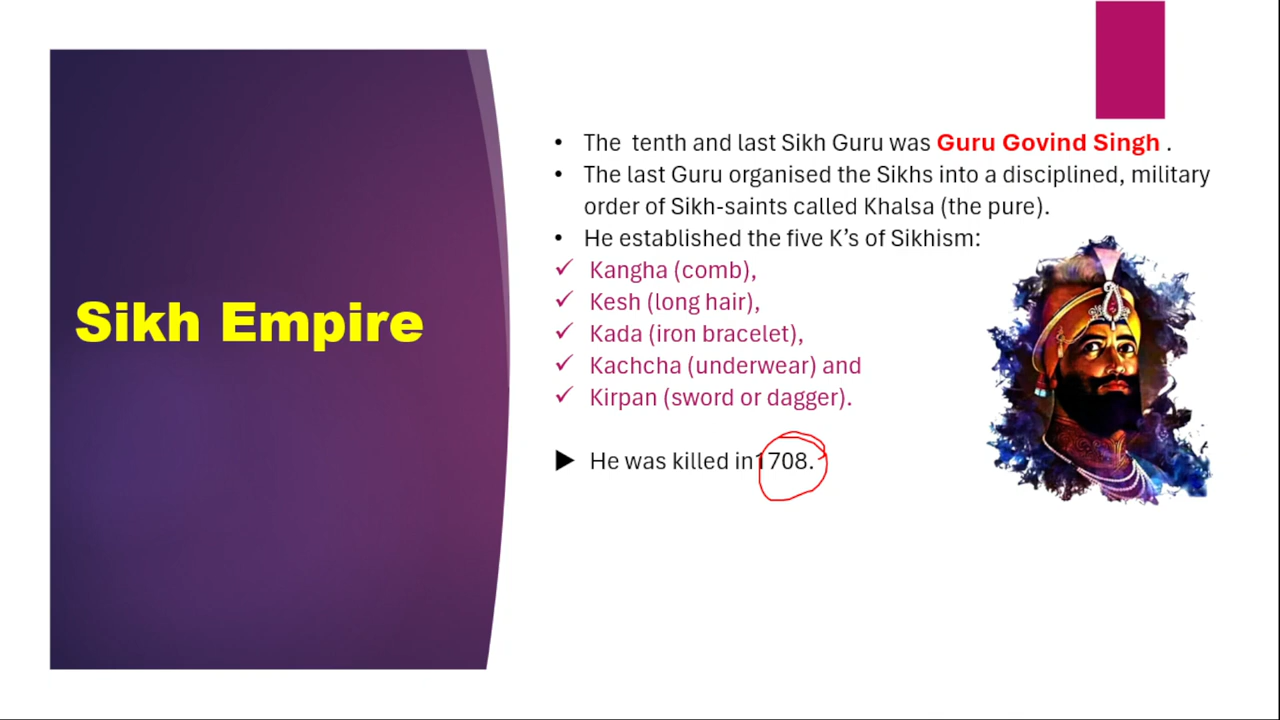 Sikh Empire
• The tenth and last Sikh Guru was Guru Govind Singh .
• The last Guru organised the Sikhs into a disciplined, military
order of Sikh-saints called Khalsa (the pure).
• He established the five K’s of Sikhism:
✓ Kangha (comb),
✓ Kesh (long hair),
✓ Kada (iron bracelet),
✓ Kachcha (underwear) and
✓ Kirpan (sword or dagger).
▶ He was killed in1708.